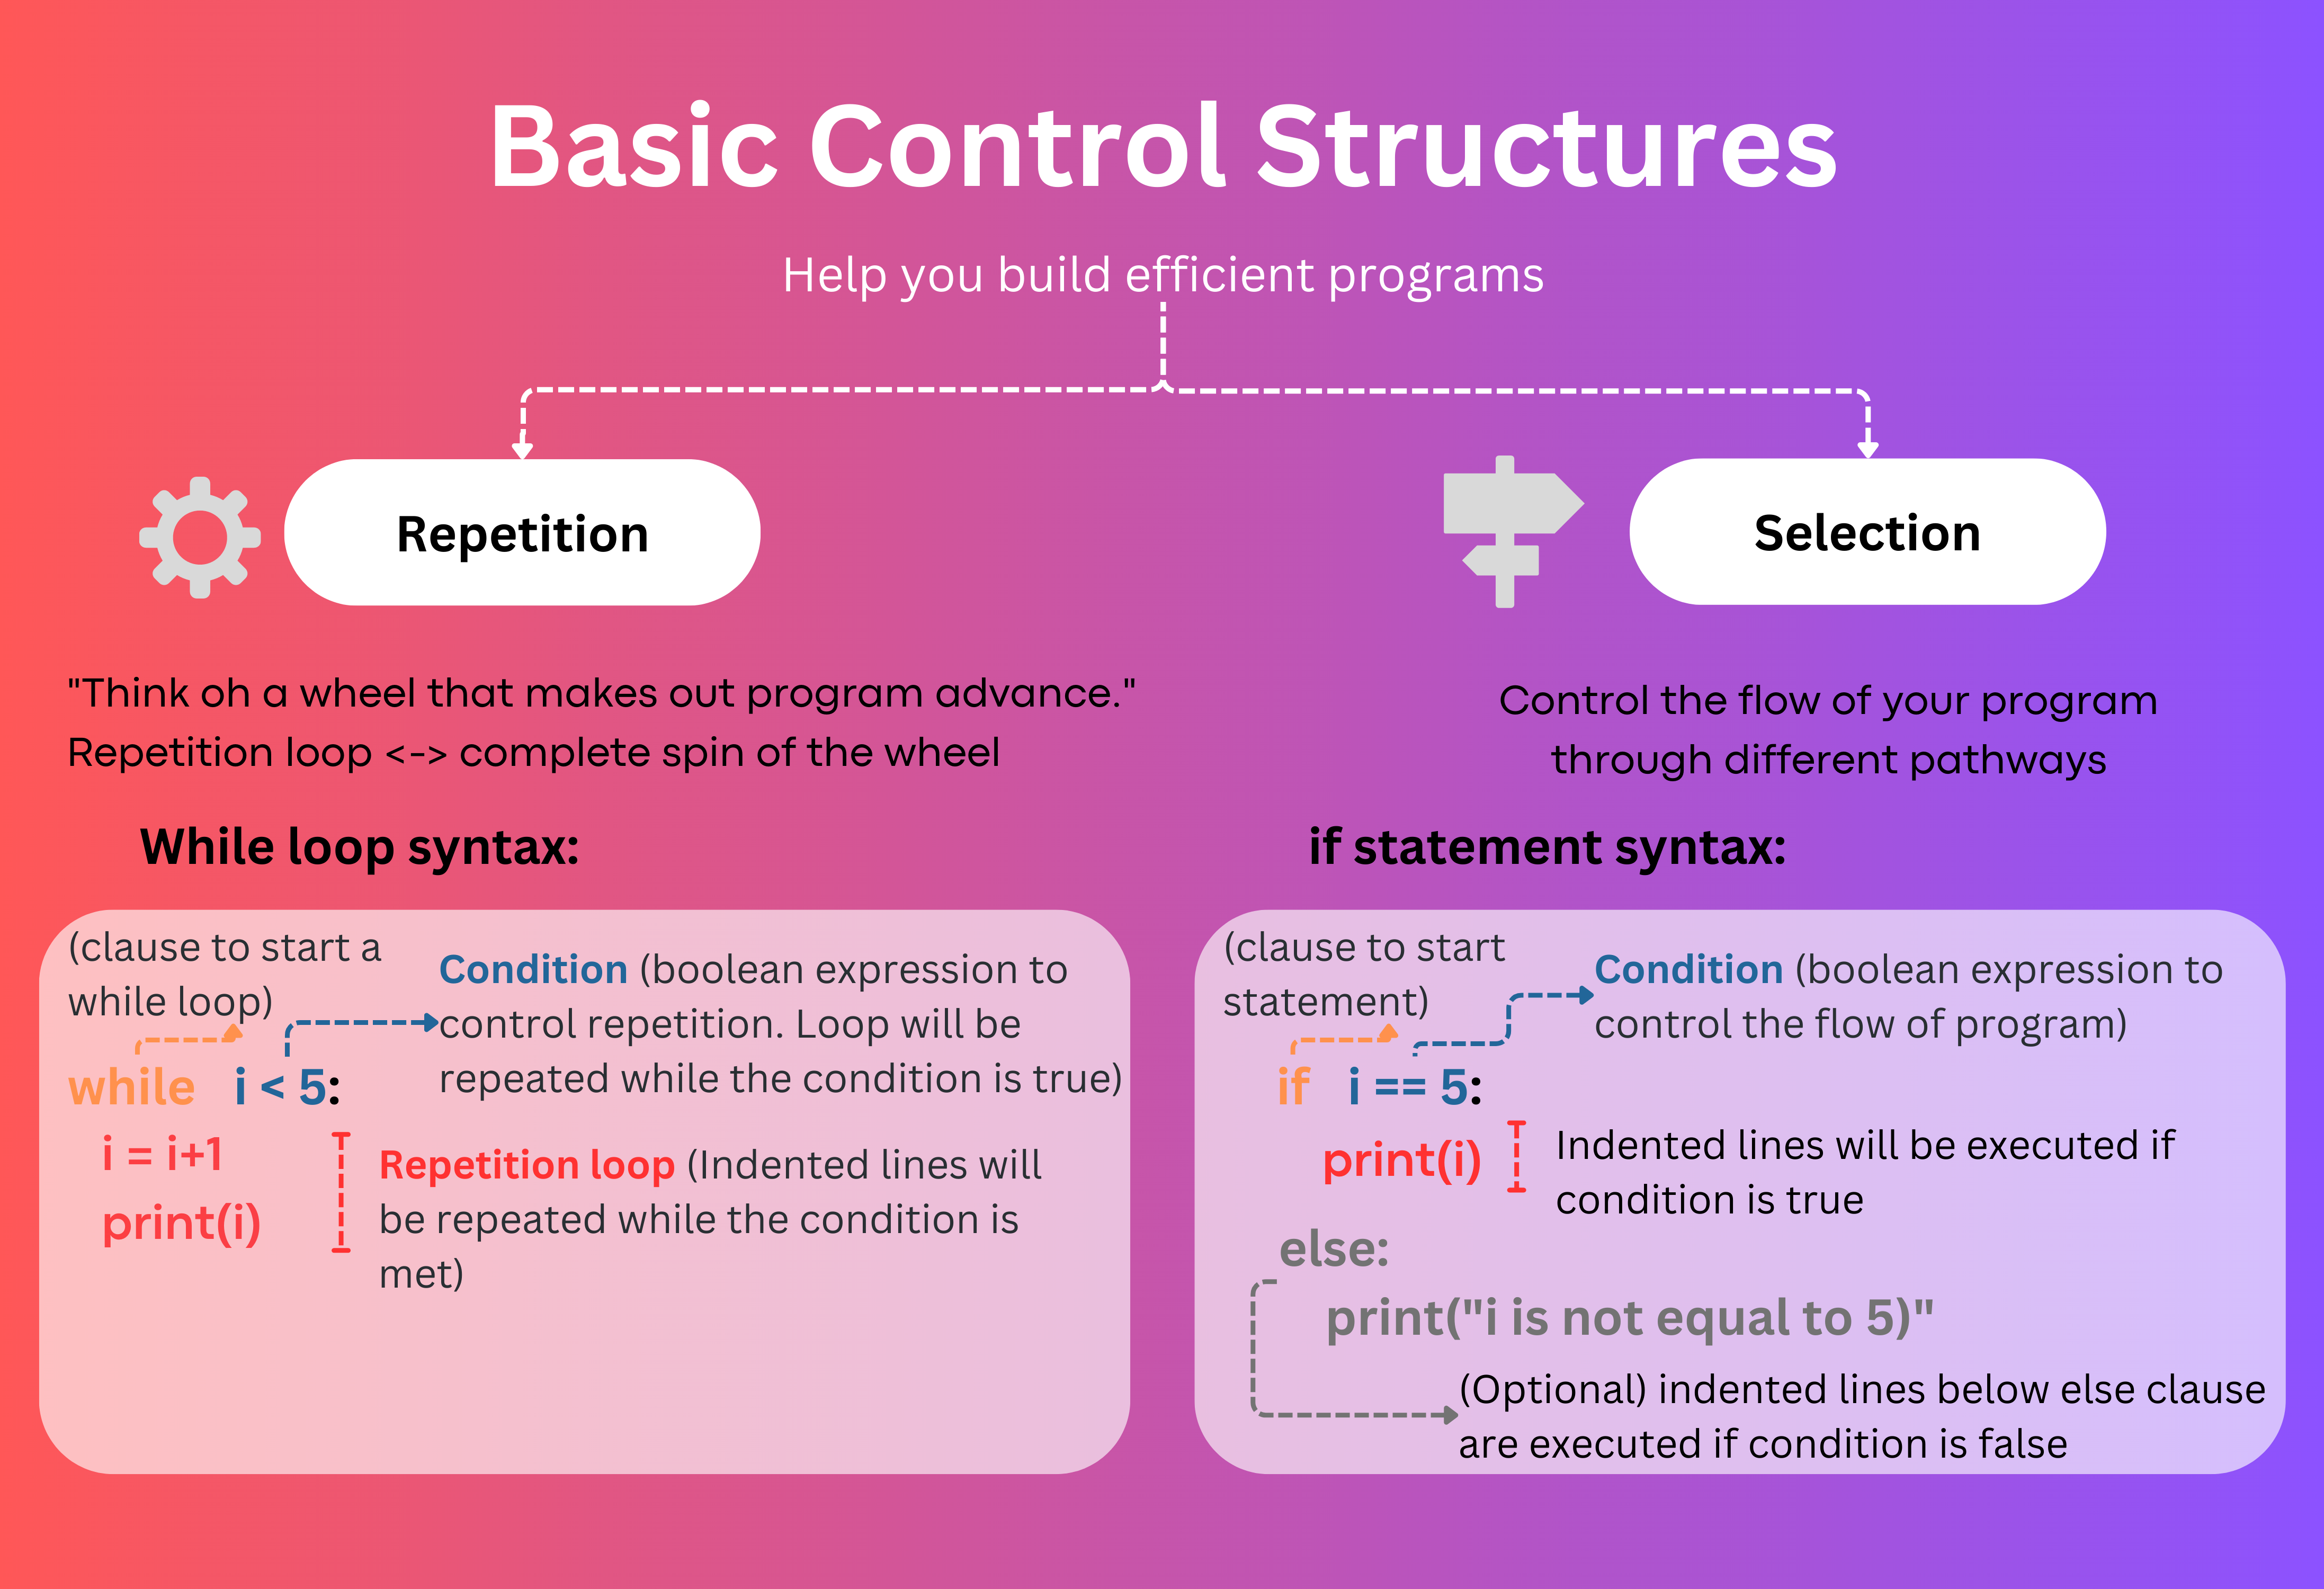 Basic Control Structures
Help you build efficient programs
Repetition
"Think oh a wheel that makes out program advance."
Repetition loop <-> complete spin of the wheel
While loop syntax:
(clause to start a
while loop)
Condition (boolean expression to
control repetition. Loop will be
repeated while the condition is true)
while i < 5:
i = i+1
print(i)
Repetition loop (Indented lines will
be repeated while the condition is
met)
Selection
Control the flow of your program
through different pathways
if statement syntax:
(clause to start
statement)
Condition (boolean expression to
control the flow of program)
if i == 5:
print(i)
Indented lines will be executed if
condition is true
else:
print("i is not equal to 5)"
(Optional) indented lines below else clause
are executed if condition is false